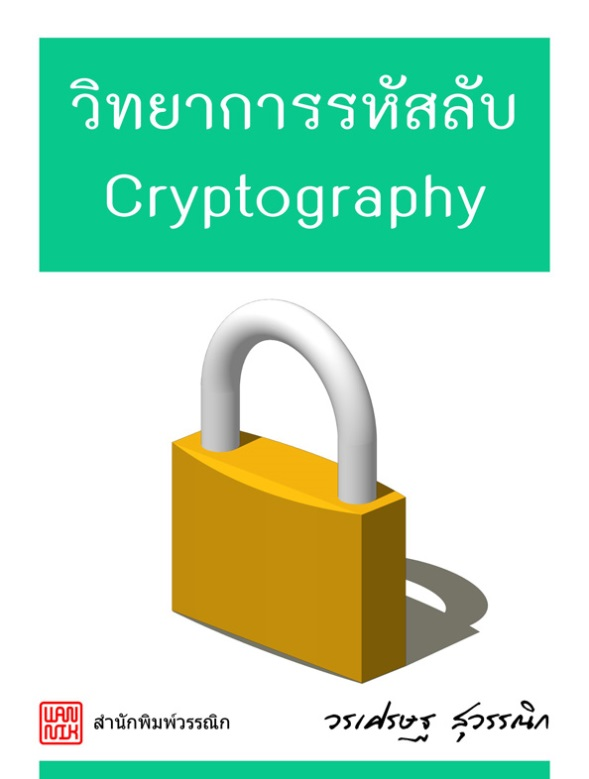 วิทยาการรหัสลับ
Cryptography
WAN
NIK
สำนักพิมพ์วรรณิก
วรเศรษฐ สุวรรณิก